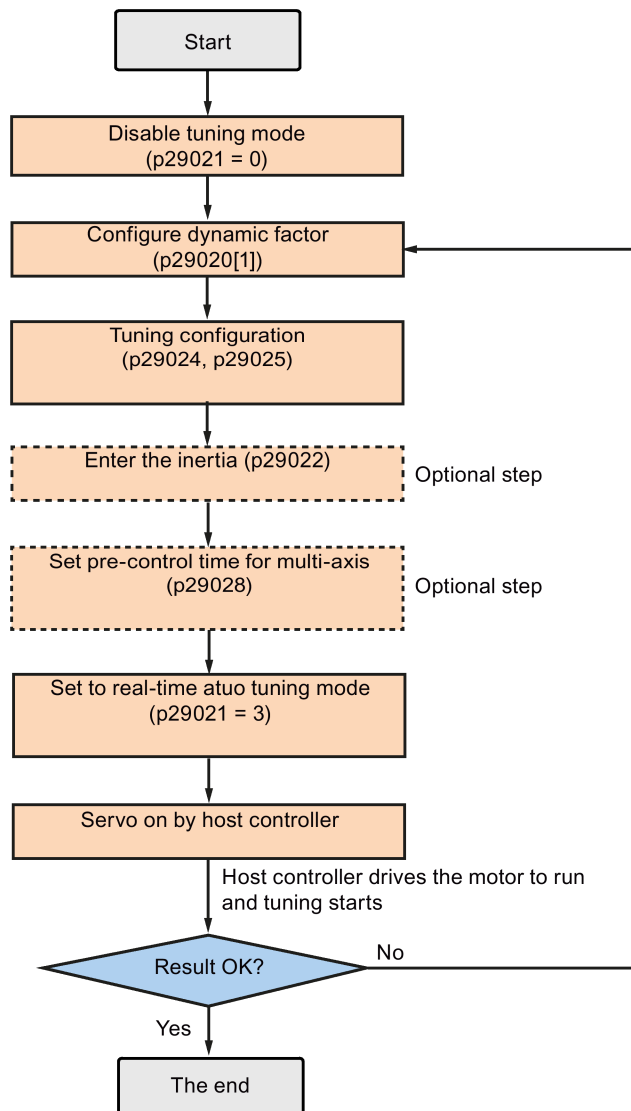 Start
Disable tuning mode
(p29021 = 0)
Configure dynamic factor
(p29020[1])
Tuning configuration
(p29024, p29025)
Enter the inertia (p29022)
Optional step
Set pre-control time for multi-axis
(p29028)
Optional step
Set to real-time atuo tuning mode
(p29021 = 3)
Servo on by host controller
Host controller drives the motor to run
and tuning starts
Result OK?
No
Yes
The end